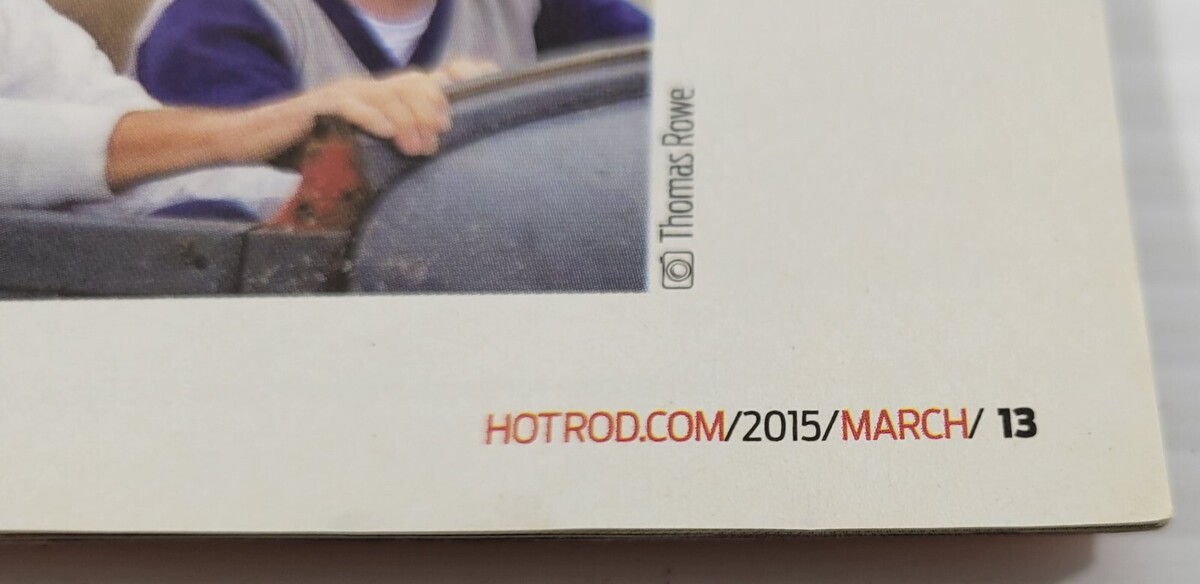 Thomas Rowe
HOTROD.COM/2015/MARCH/ 13